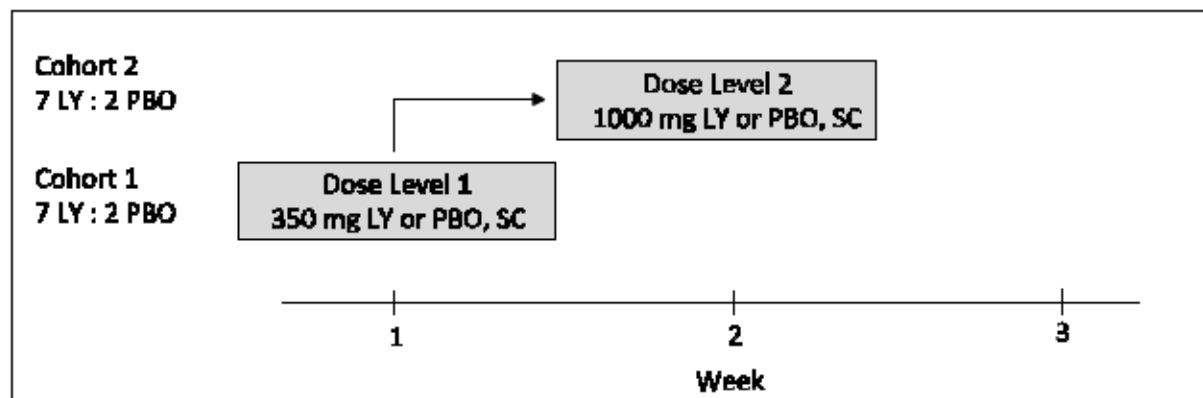 Cohort 2
7 LY : 2 PBO
Dose Level 2
1000 mg LY or PBO, SC
Cohort 1
7 LY : 2 PBO
Dose Level 1
350 mg LY or PBO, SC
1
2
3
Week